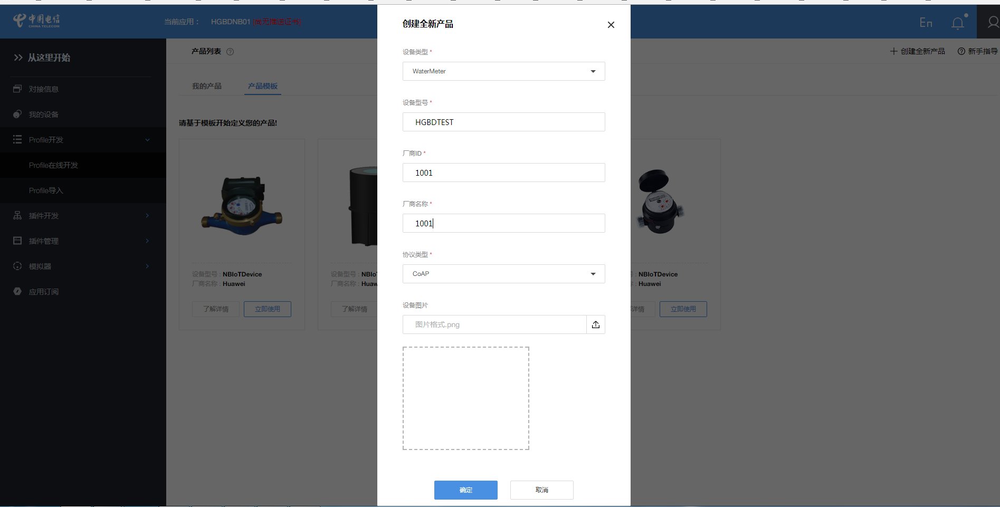 中国电信
CHINA TELECOM
当前应用： HGBDNB01 [尚无推送证书]
En
从这里开始
对接信息
我的设备
Profile开发
Profile在线开发
Profile导入
插件开发
插件管理
模拟器
应用订阅
产品列表
创建全新产品
新手指导
我的产品
产品模板
请基于模板开始定义您的产品!
设备型号 : NBIoTDevice
厂商名称 : Huawei
了解详情
立即使用
设备型号 : NBIoT
厂商名称 : Huaw
了解详情
号 : NBIoTDevice
称 : Huawei
详情
立即使用
创建全新产品
设备类型 *
WaterMeter
设备型号 *
HGBDTEST
厂商ID *
1001
厂商名称 *
1001
协议类型 *
CoAP
设备图片
图片格式.png
确定
取消